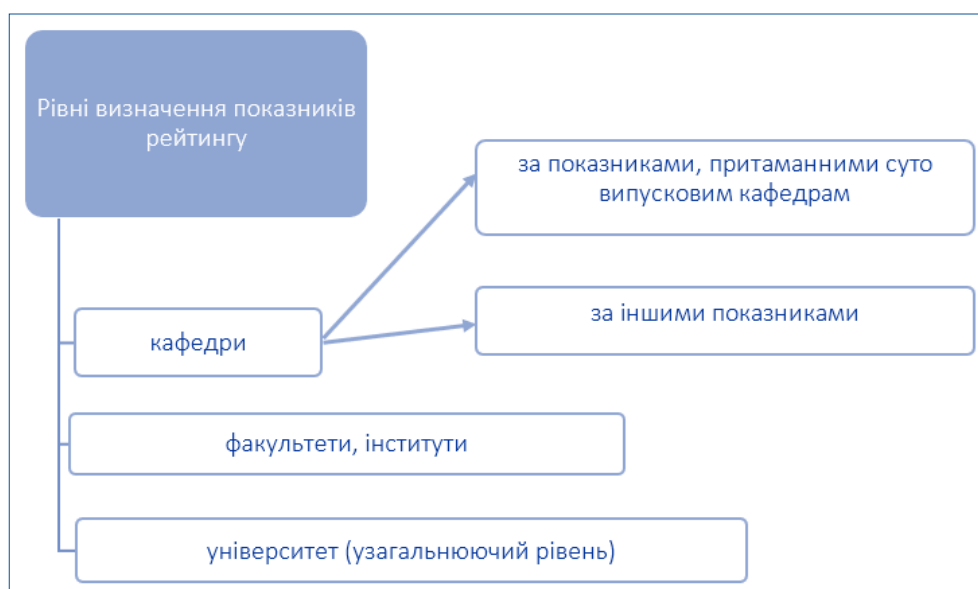 Рівні визначення показників
рейтингу
за показниками, притаманними суто
випусковим кафедрам
за іншими показниками
кафедри
факультети, інститути
університет (узагальнюючий рівень)